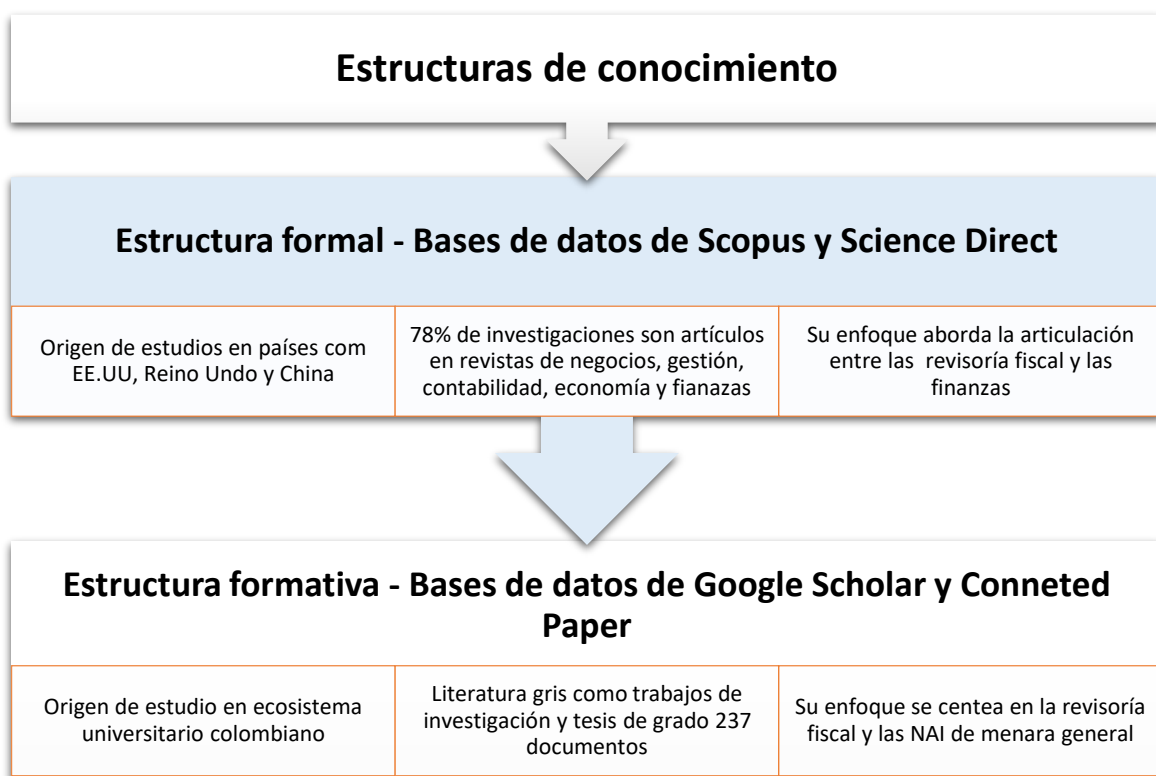 Estructuras de conocimiento
Estructura formal - Bases de datos de Scopus y Science Direct
Origen de estudios en países com
EE.UU, Reino Undo y China
78% de investigaciones son artículos
en revistas de negocios, gestión,
contabilidad, economía y fianazas
Su enfoque aborda la articulación
entre las revisoría fiscal y las
finanzas
Estructura formativa - Bases de datos de Google Scholar y Conneted
Paper
Origen de estudio en ecosistema
universitario colombiano
Literatura gris como trabajos de
investigación y tesis de grado 237
documentos
Su enfoque se centea en la revisoría
fiscal y las NAI de menara general